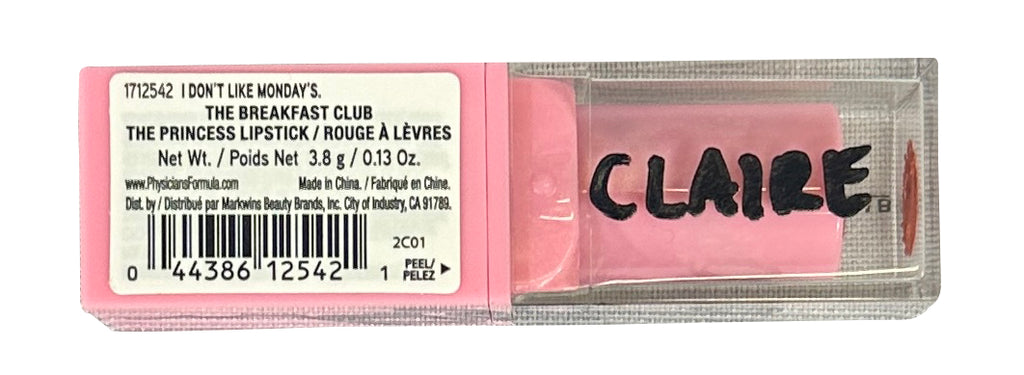 1712542 I DON'T LIKE MONDAY'S.
THE BREAKFAST CLUB
THE PRINCESS LIPSTICK / ROUGE À LÈVRES
Net Wt. / Poids Net 3.8 g / 0.13 Oz.
www.PhysiciansFormula.com Made in China. / Fabriqué en Chine.
Dist. by / Distribué par Markwins Beauty Brands, Inc. City of Industry, CA 91789.
2C01
PEEL/
PELEZ
0 44386 12542 1
CLAIRE